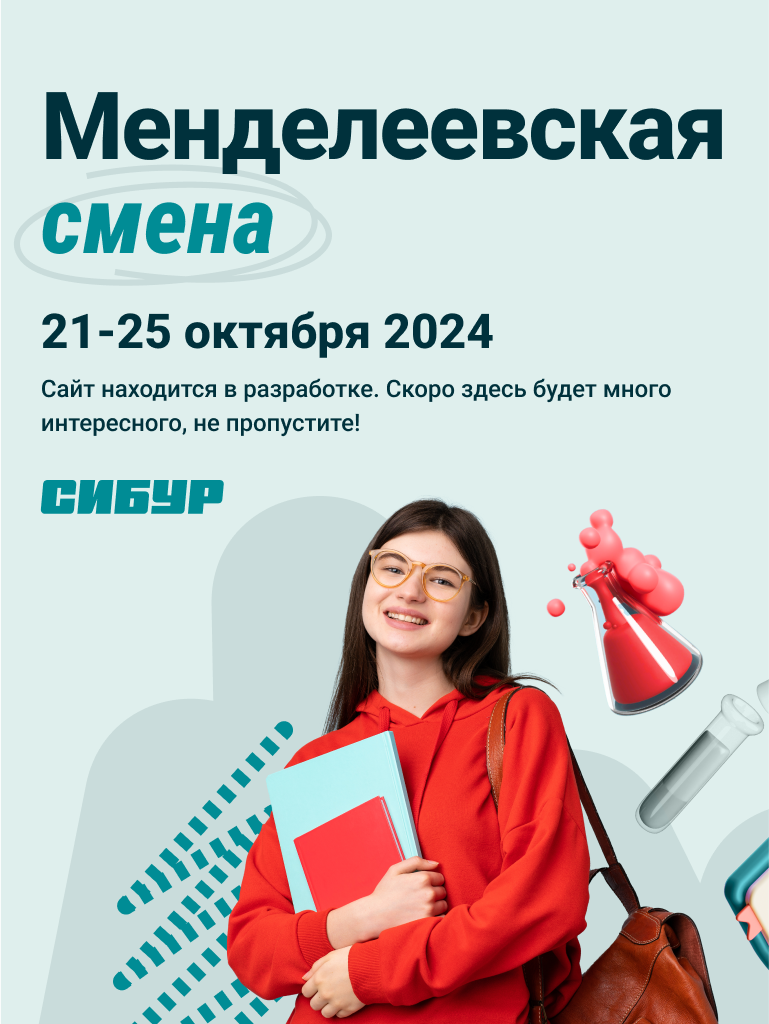 Менделеевская
смена
21-25 октября 2024
Сайт находится в разработке. Скоро здесь будет много
интересного, не пропустите!
СИБУР